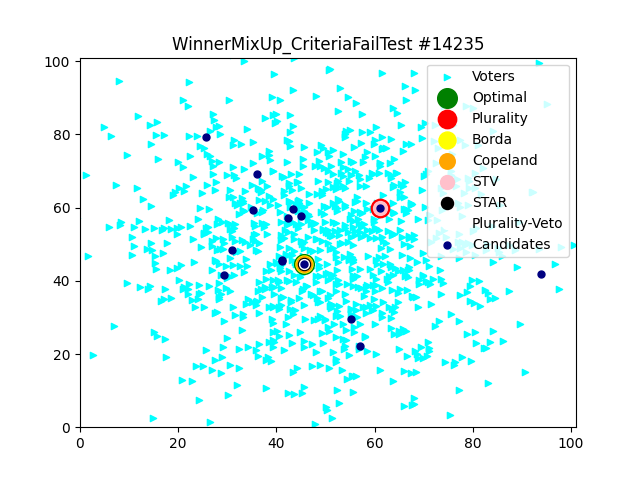 WinnerMixUp_CriteriaFailTest #14235
Voters
Optimal
Plurality
Borda
Copeland
STV
STAR
Plurality-Veto
Candidates
100
80
60
40
20
0
0 20 40 60 80 100